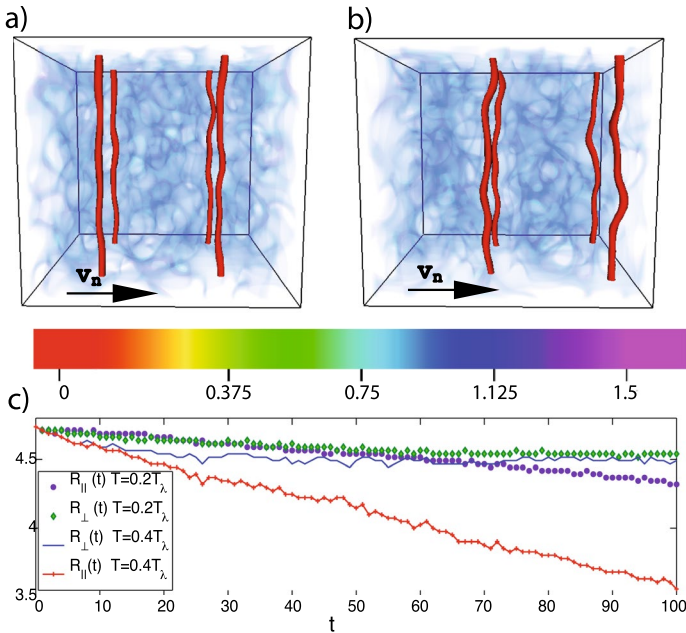 a)
b)
v_n
v_n
0 0.375 0.75 1.125 1.5
c)
4.5
4
3.5
R_||(t) T=0.2T_λ
R_⊥(t) T=0.2T_λ
R_⊥(t) T=0.4T_λ
R_||(t) T=0.4T_λ
0 10 20 30 40 50 60 70 80 90 100
t